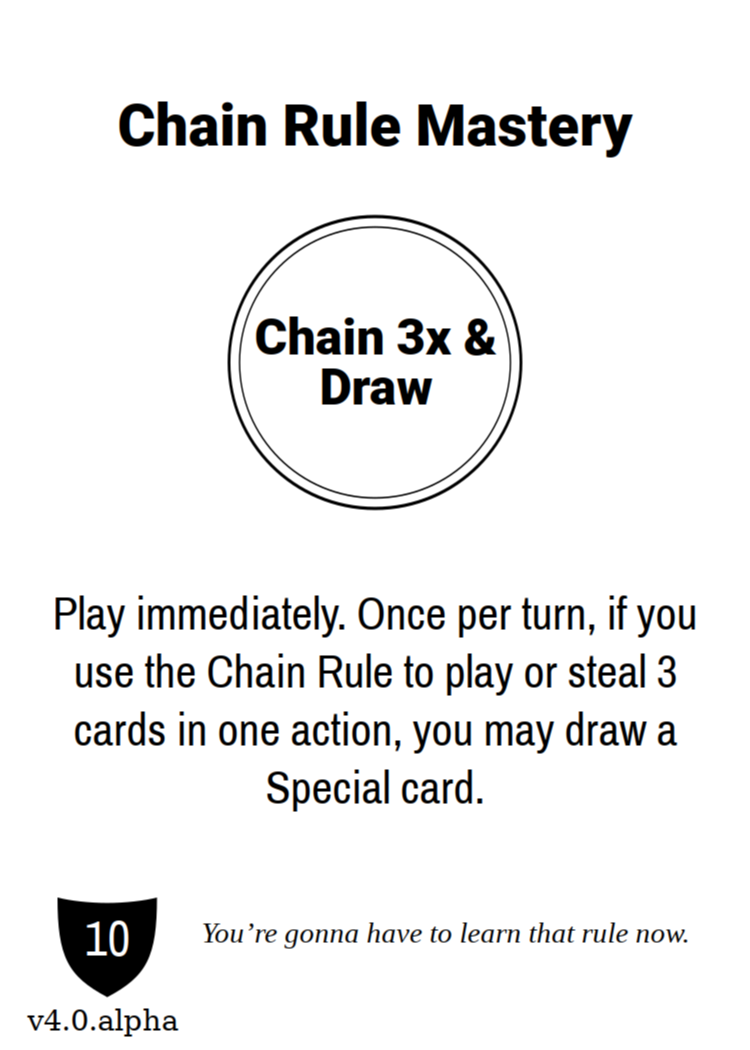 Chain Rule Mastery
Chain 3x &
Draw
Play immediately. Once per turn, if you
use the Chain Rule to play or steal 3
cards in one action, you may draw a
Special card.
10
You’re gonna have to learn that rule now.
v4.0.alpha